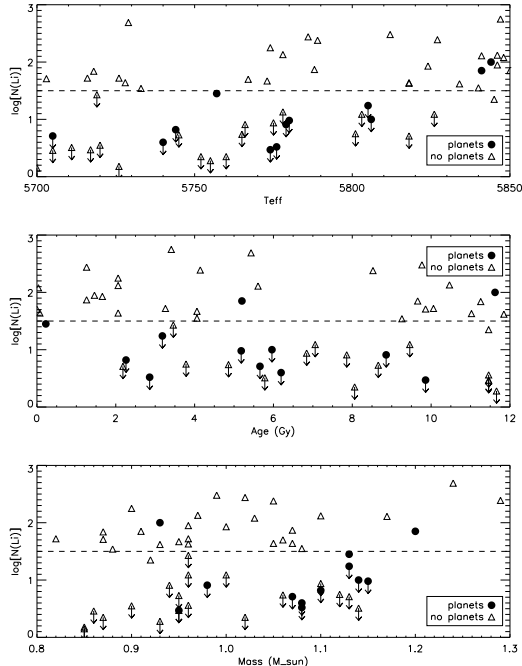 3
2
1
0
log[N(Li)]
planets
no planets
5700
5750
5800
5850
Teff
3
2
1
0
log[N(Li)]
planets
no planets
0
2
4
6
8
10
12
Age (Gy)
3
2
1
0
log[N(Li)]
planets
no planets
0.8
0.9
1.0
1.1
1.2
1.3
Mass (M_sun)